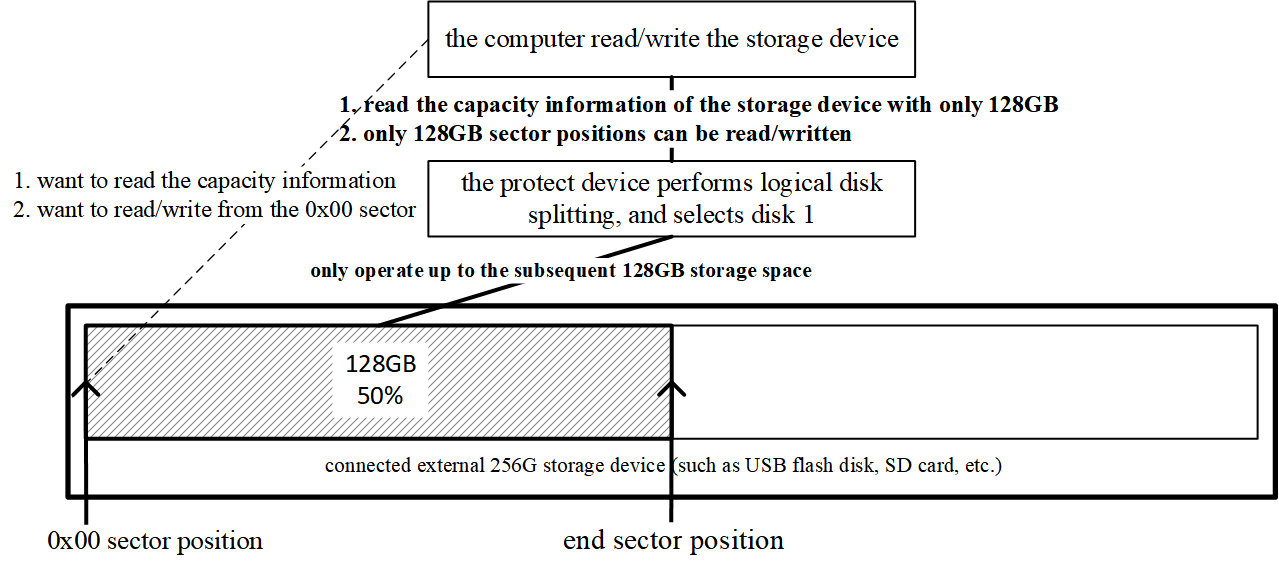 the computer read/write the storage device
1. read the capacity information of the storage device with only 128GB
2. only 128GB sector positions can be read/written
1. want to read the capacity information
2. want to read/write from the 0x00 sector
the protect device performs logical disk
splitting, and selects disk 1
only operate up to the subsequent 128GB storage space
128GB
50%
connected external 256G storage device (such as USB flash disk, SD card, etc.)
0x00 sector position
end sector position